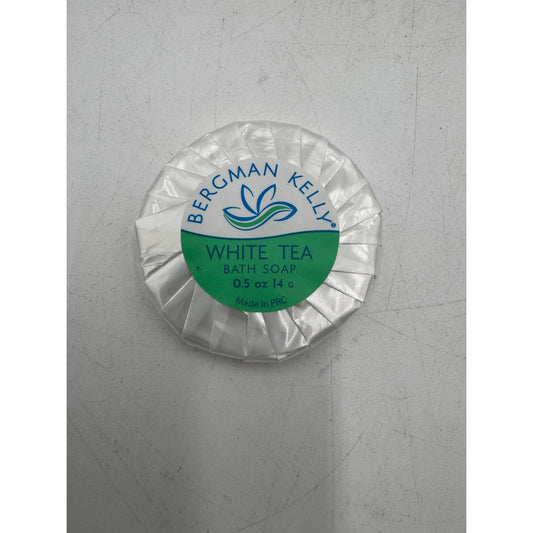 BERGMAN KELLY®
WHITE TEA
BATH SOAP
0.5 oz 14 G
Made in PRC